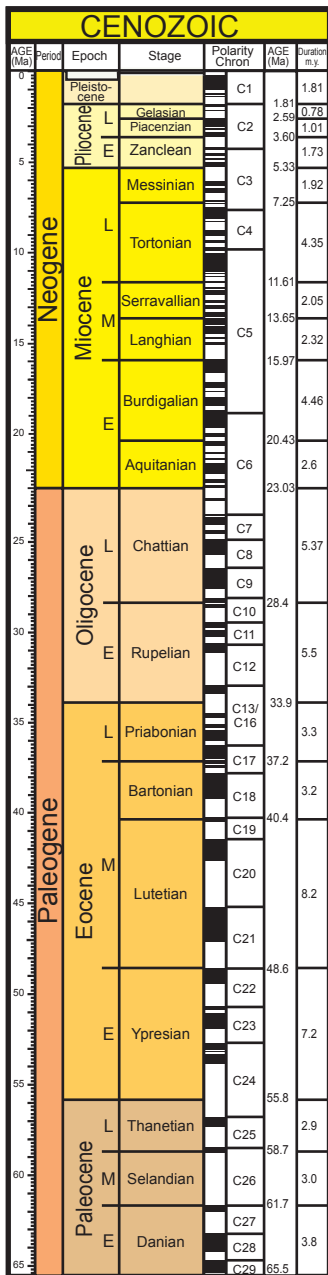 CENOZOIC
AGE (Ma) Period Epoch Stage Polarity Chron AGE (Ma) Duration m.y.
0
5
10
15
20
25
30
35
40
45
50
55
60
65
Neogene
Paleogene
Pleistocene
Pliocene
L
E
Miocene
L
M
E
Oligocene
L
E
Eocene
L
M
E
Paleocene
L
M
E
Gelasian
Piacenzian
Zanclean
Messinian
Tortonian
Serravallian
Langhian
Burdigalian
Aquitanian
Chattian
Rupelian
Priabonian
Bartonian
Lutetian
Ypresian
Thanetian
Selandian
Danian
C1
C2
C3
C4
C5
C6
C7
C8
C9
C10
C11
C12
C13/
C16
C17
C18
C19
C20
C21
C22
C23
C24
C25
C26
C27
C28
C29
1.81
2.59
3.60
5.33
7.25
11.61
13.65
15.97
20.43
23.03
28.4
33.9
37.2
40.4
48.6
55.8
58.7
61.7
65.5
1.81
0.78
1.01
1.73
1.92
4.35
2.05
2.32
4.46
2.6
5.37
5.5
3.3
3.2
8.2
7.2
2.9
3.0
3.8